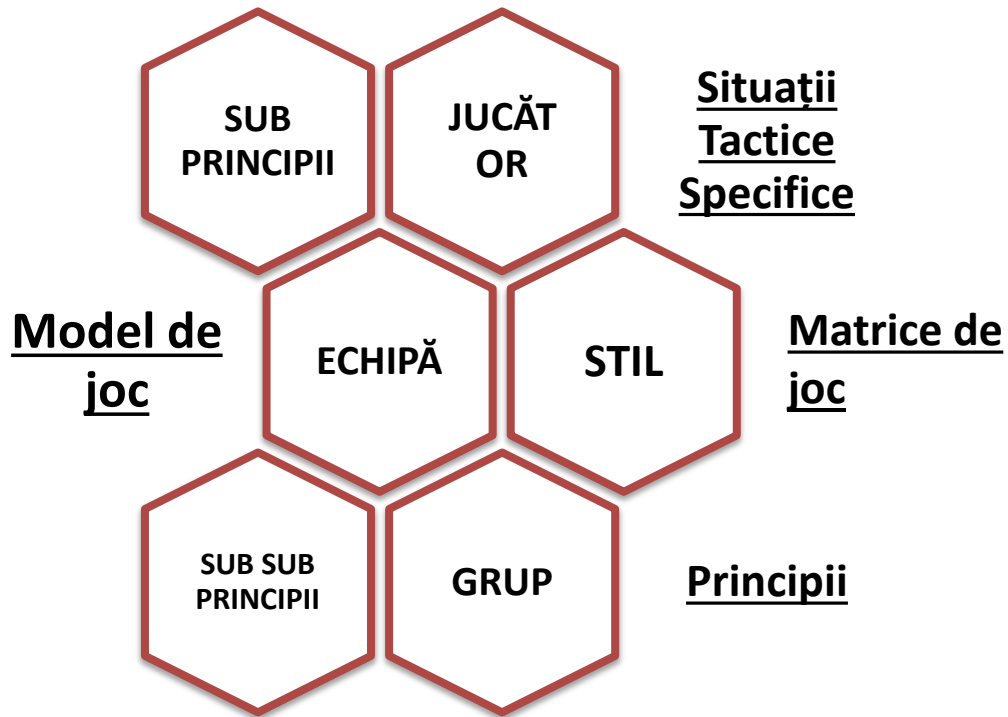 SUB
PRINCIPII
JUCĂT
OR
Situații
Tactice
Specifice
Model de
joc
ECHIPĂ
STIL
Matrice de
joc
SUB SUB
PRINCIPII
GRUP
Principii